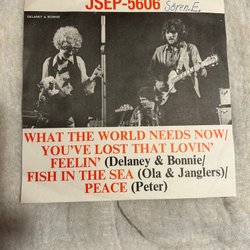 JSEP-5606
Sören.E.
DELANEY & BONNIE
WHAT THE WORLD NEEDS NOW/
YOU'VE LOST THAT LOVIN'
FEELIN' (Delaney & Bonnie/
FISH IN THE SEA (Ola & Janglers)/
PEACE (Peter)